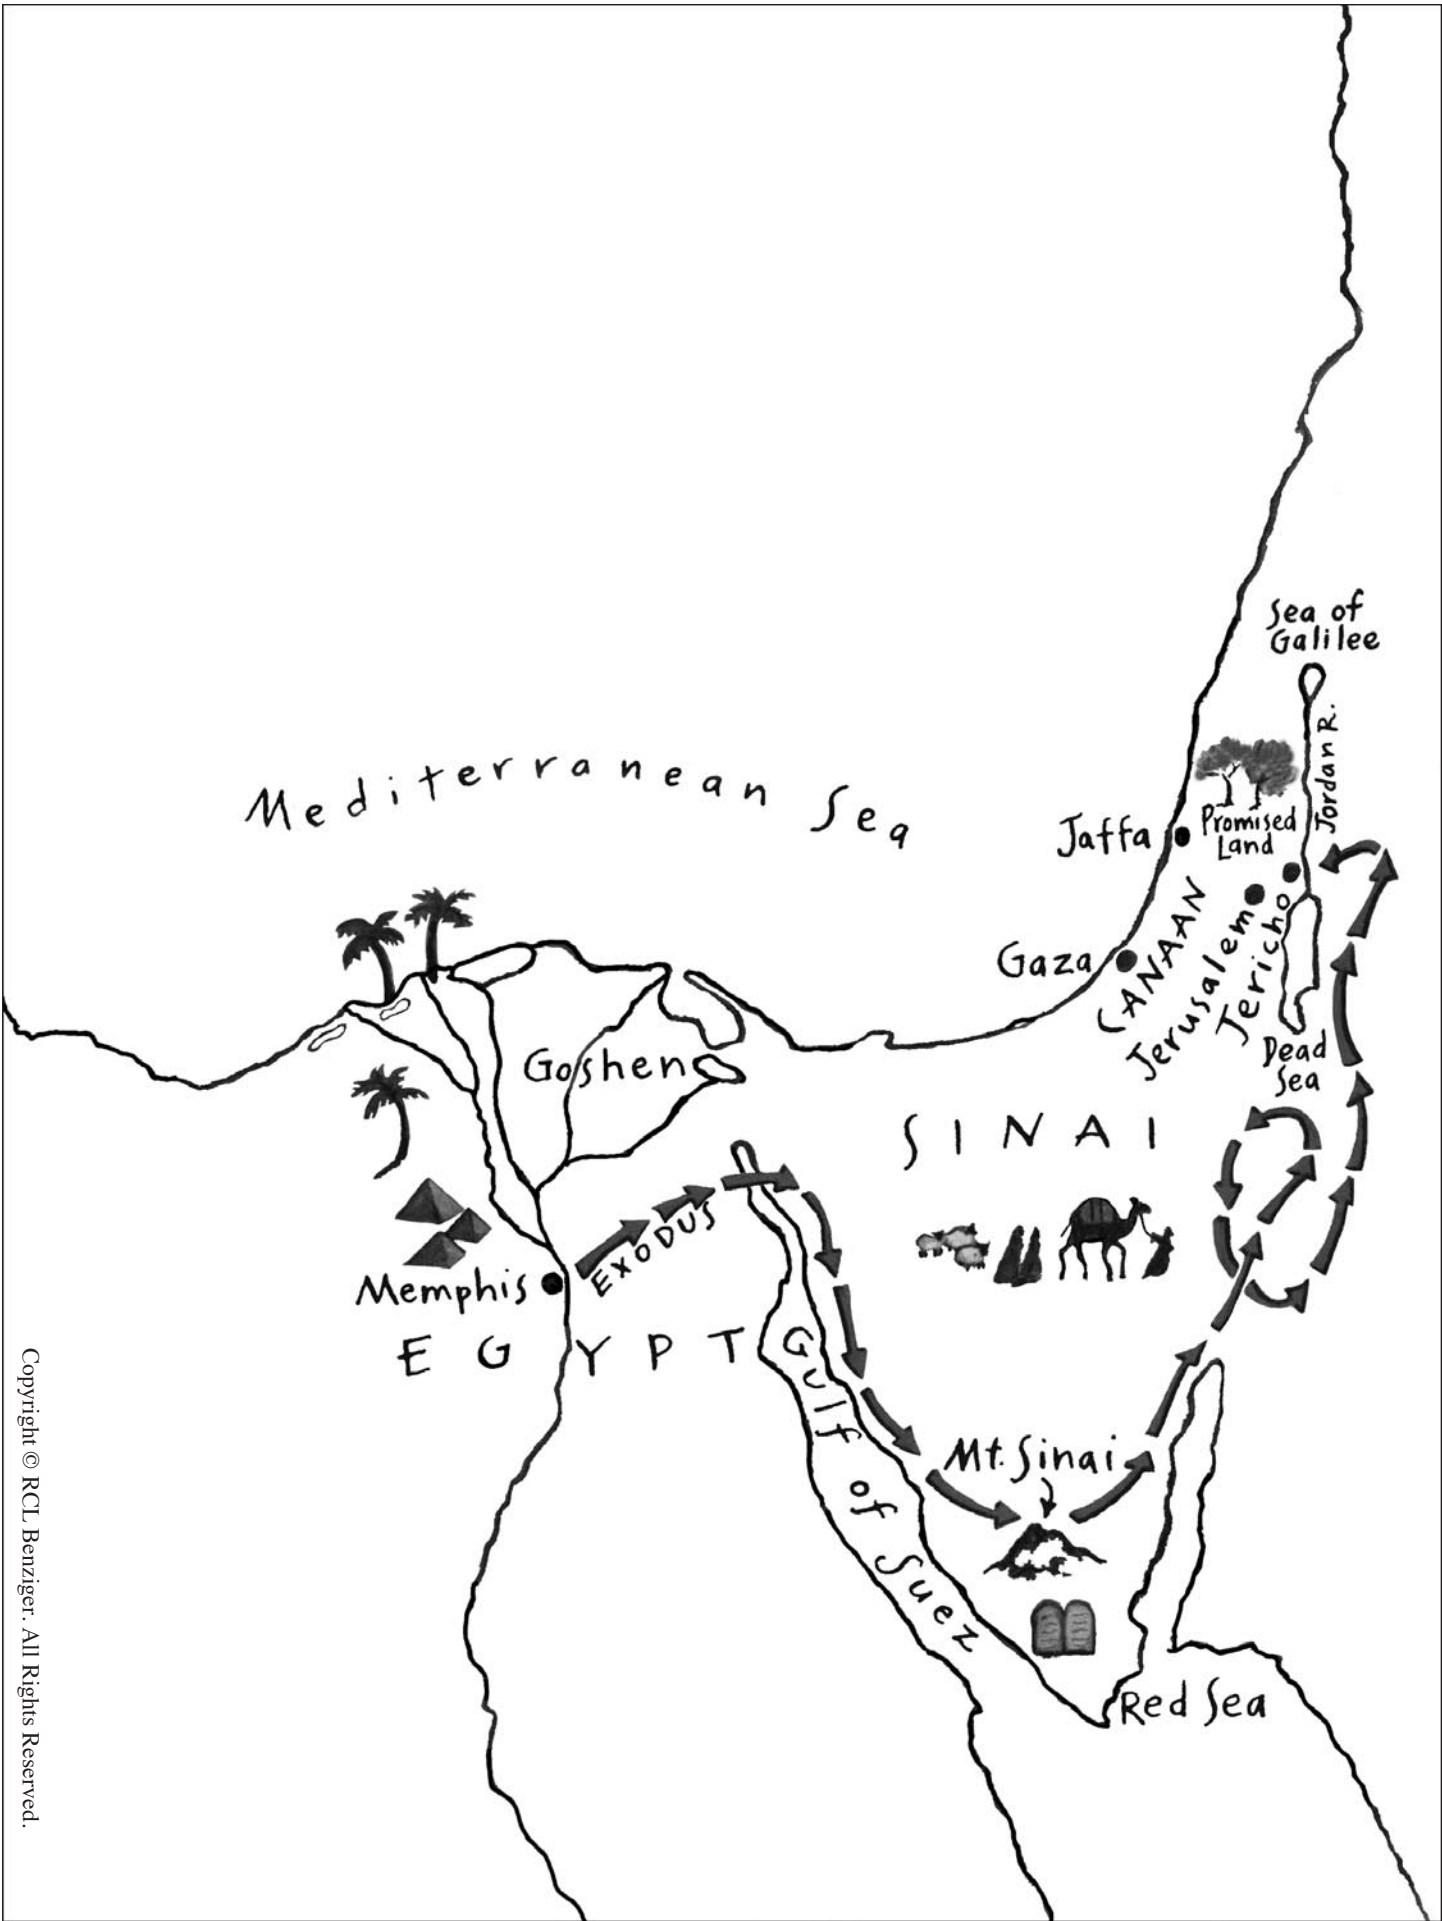 Sea of
Galilee
Jordan R.
Mediterranean Sea
Promised
Land
Jaffa
CANAAN
Gaza
Jerusalem
Jericho
Dead
Sea
Goshen
SINAI
EXODUS
Memphis
EGYPT
Gulf of Suez
Mt. Sinai
Red Sea
Copyright © RCL Benziger. All Rights Reserved.